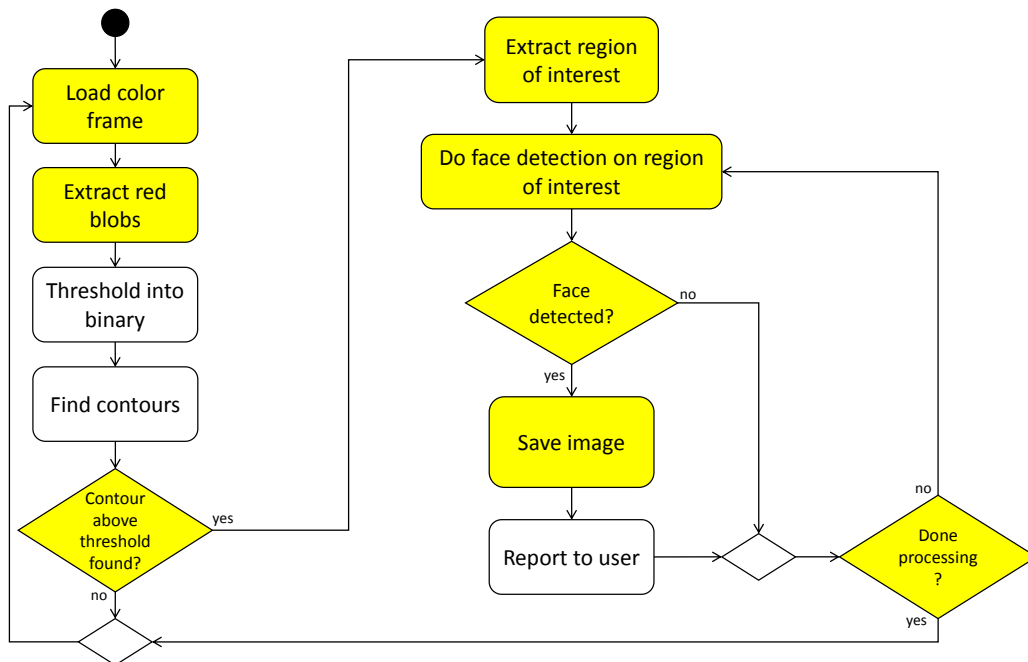 Load color
frame
Extract red
blobs
Threshold into
binary
Find contours
Contour
above
threshold
found?
yes
no
Extract region
of interest
Do face detection on region
of interest
Face
detected?
no
yes
Save image
Report to user
no
Done
processing
?
yes